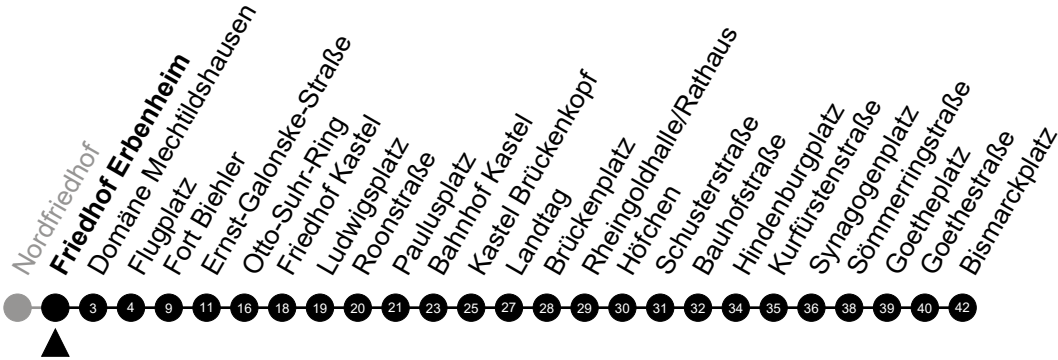 Nordfriedhof
Friedhof Erbenheim
Domäne Mechtildshausen
Flugplatz
Fort Biehler
Ernst-Galonske-Straße
Otto-Suhr-Ring
Friedhof Kastel
Ludwigsplatz
Roonstraße
Paulusplatz
Bahnhof Kastel
Kastel Brückenkopf
Landtag
Brückenplatz
Rheingoldhalle/Rathaus
Höfchen
Schusterstraße
Bauhofstraße
Hindenburgplatz
Kurfürstenstraße
Synagogenplatz
Sömmerringstraße
Goetheplatz
Goethestraße
Bismarckplatz
3 4 9 11 16 18 19 20 21 23 25 27 28 29 30 31 32 34 35 36 38 39 40 42